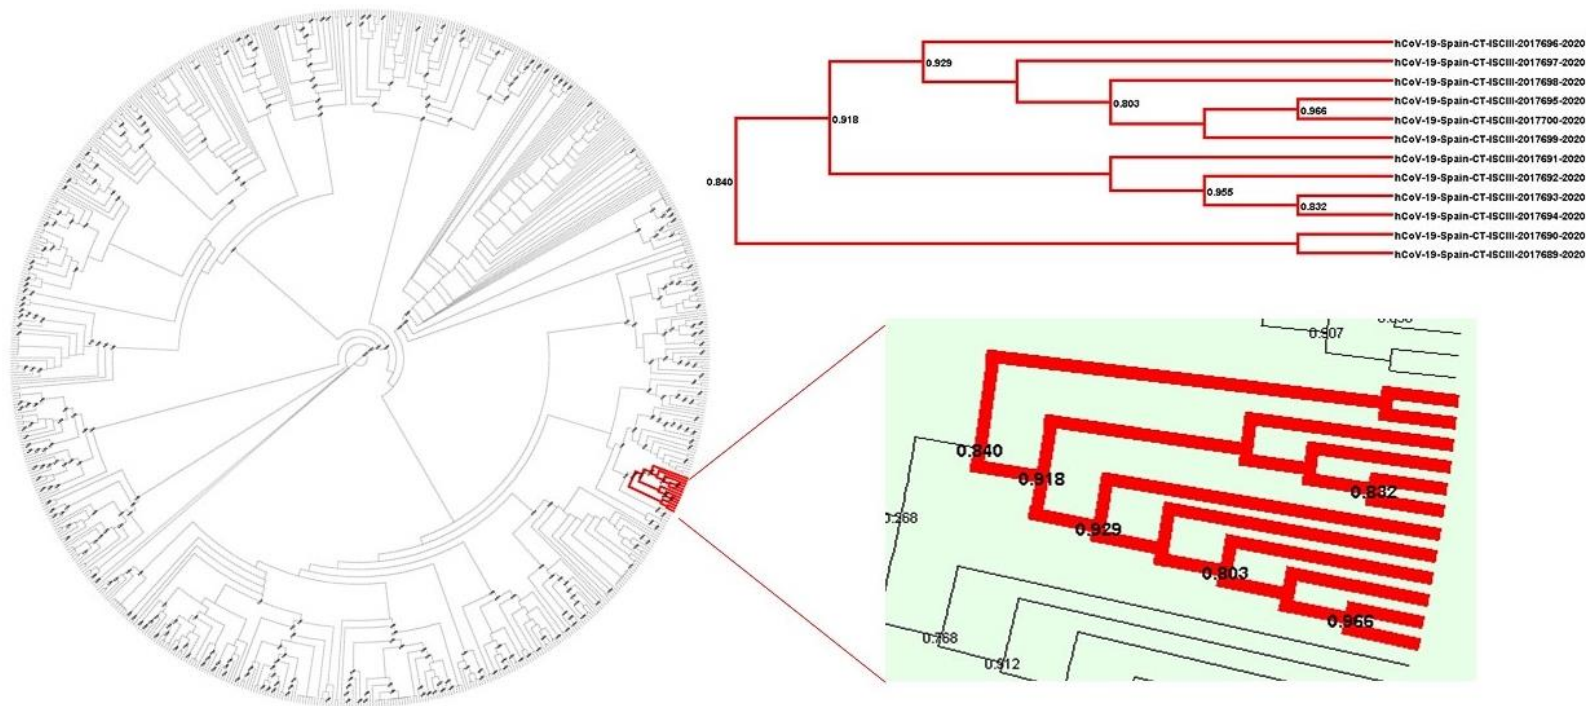 hCoV-19-Spain-CT-ISCIII-2017696-2020
0.929
hCoV-19-Spain-CT-ISCIII-2017697-2020
hCoV-19-Spain-CT-ISCIII-2017698-2020
0.803
hCoV-19-Spain-CT-ISCIII-2017695-2020
0.966
hCoV-19-Spain-CT-ISCIII-2017700-2020
0.918
hCoV-19-Spain-CT-ISCIII-2017699-2020
hCoV-19-Spain-CT-ISCIII-2017691-2020
hCoV-19-Spain-CT-ISCIII-2017692-2020
0.840
0.955
hCoV-19-Spain-CT-ISCIII-2017693-2020
0.832
hCoV-19-Spain-CT-ISCIII-2017694-2020
hCoV-19-Spain-CT-ISCIII-2017690-2020
hCoV-19-Spain-CT-ISCIII-2017689-2020
0.907
0.840
0.918
0.832
0.268
0.929
0.803
0.966
0.768
0.912